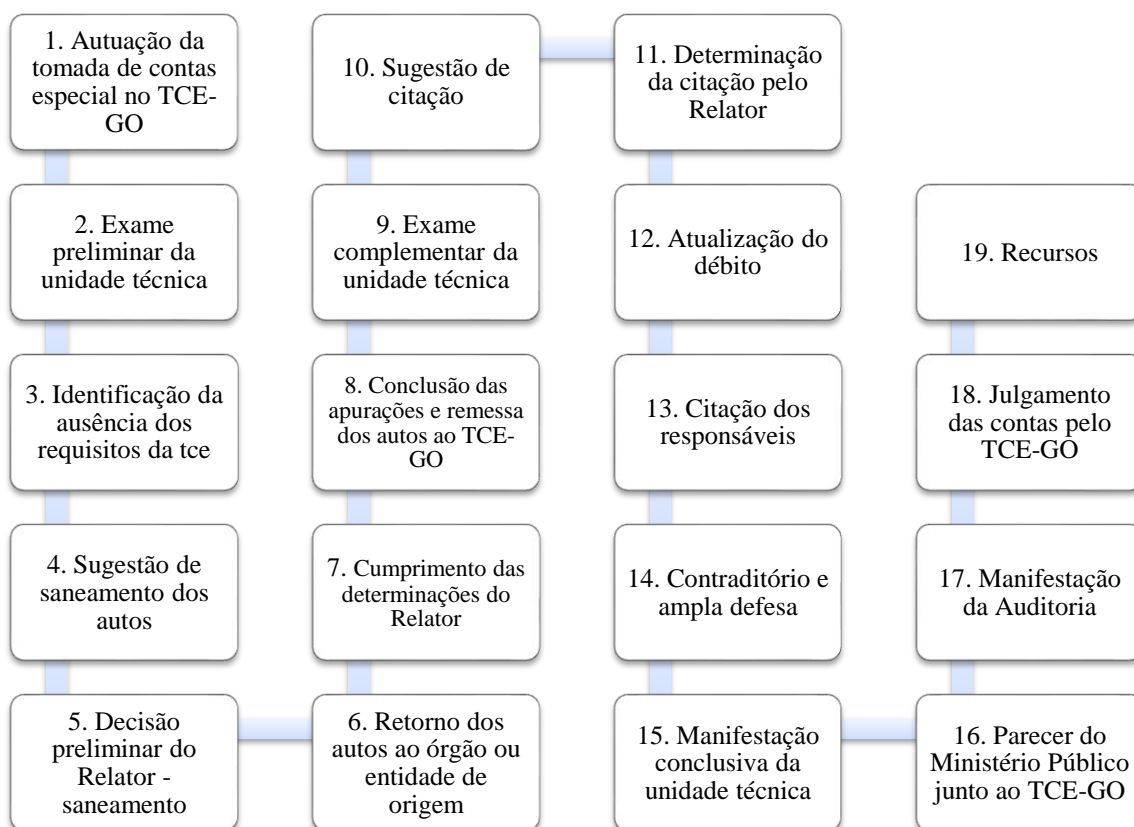 1. Autuação da
tomada de contas
especial no TCE-
GO
2. Exame
preliminar da
unidade técnica
3. Identificação da
ausência dos
requisitos da tce
4. Sugestão de
saneamento dos
autos
5. Decisão
preliminar do
Relator -
saneamento
6. Retorno dos
autos ao órgão ou
entidade de
origem
7. Cumprimento das
determinações do
Relator
8. Conclusão das
apurações e remessa
dos autos ao TCE-
GO
9. Exame
complementar da
unidade técnica
10. Sugestão de
citação
11. Determinação
da citação pelo
Relator
12. Atualização do
débito
13. Citação dos
responsáveis
14. Contraditório e
ampla defesa
15. Manifestação
conclusiva da
unidade técnica
16. Parecer do
Ministério Público
junto ao TCE-GO
17. Manifestação
da Auditoria
18. Julgamento
das contas pelo
TCE-GO
19. Recursos